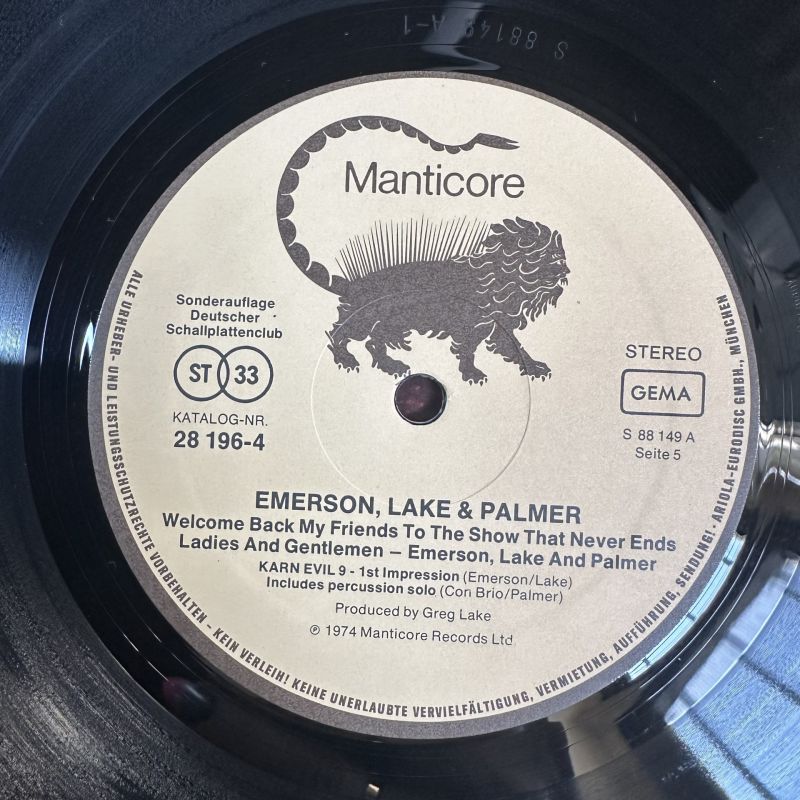 S 88149 A-1
Manticore
Sonderauflage
Deutscher
Schallplattenclub
ST 33
KATALOG-NR.
28 196-4
STEREO
GEMA
S 88 149 A
Seite 5
EMERSON, LAKE & PALMER
Welcome Back My Friends To The Show That Never Ends
Ladies And Gentlemen – Emerson, Lake And Palmer
KARN EVIL 9 - 1st Impression (Emerson/Lake)
Includes percussion solo (Con Brio/Palmer)
Produced by Greg Lake
℗ 1974 Manticore Records Ltd.
ALLE URHEBER- UND LEISTUNGSSCHUTZRECHTE VORBEHALTEN - KEIN VERLEIH! KEINE UNERLAUBTE VERVIELFÄLTIGUNG, VERMIETUNG, AUFFÜHRUNG, SENDUNG! · ARIOLA-EURODISC GMBH., MÜNCHEN